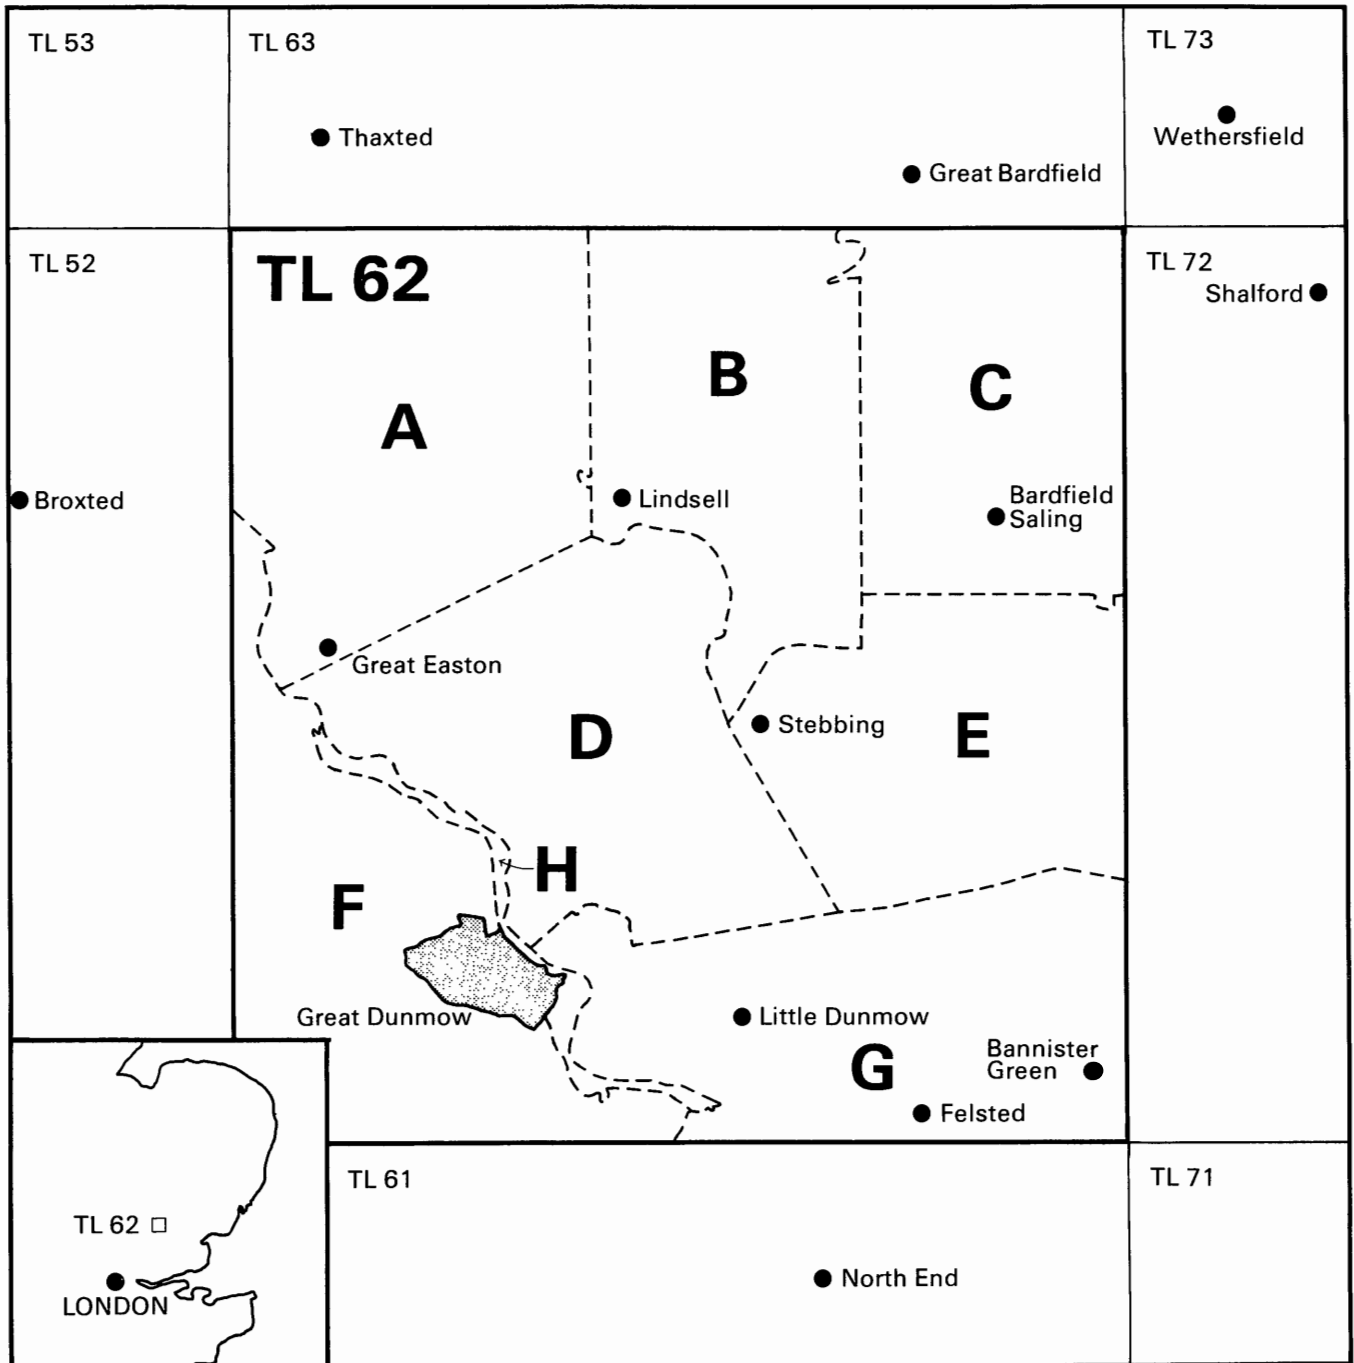 TL 53
TL 63
TL 73
Thaxted
Wethersfield
Great Bardfield
TL 52
TL 62
TL 72
Shalford
B
C
A
Broxted
Lindsell
Bardfield
Saling
Great Easton
D
Stebbing
E
H
F
Great Dunmow
Little Dunmow
G
Bannister
Green
Felsted
TL 61
TL 71
TL 62
LONDON
North End